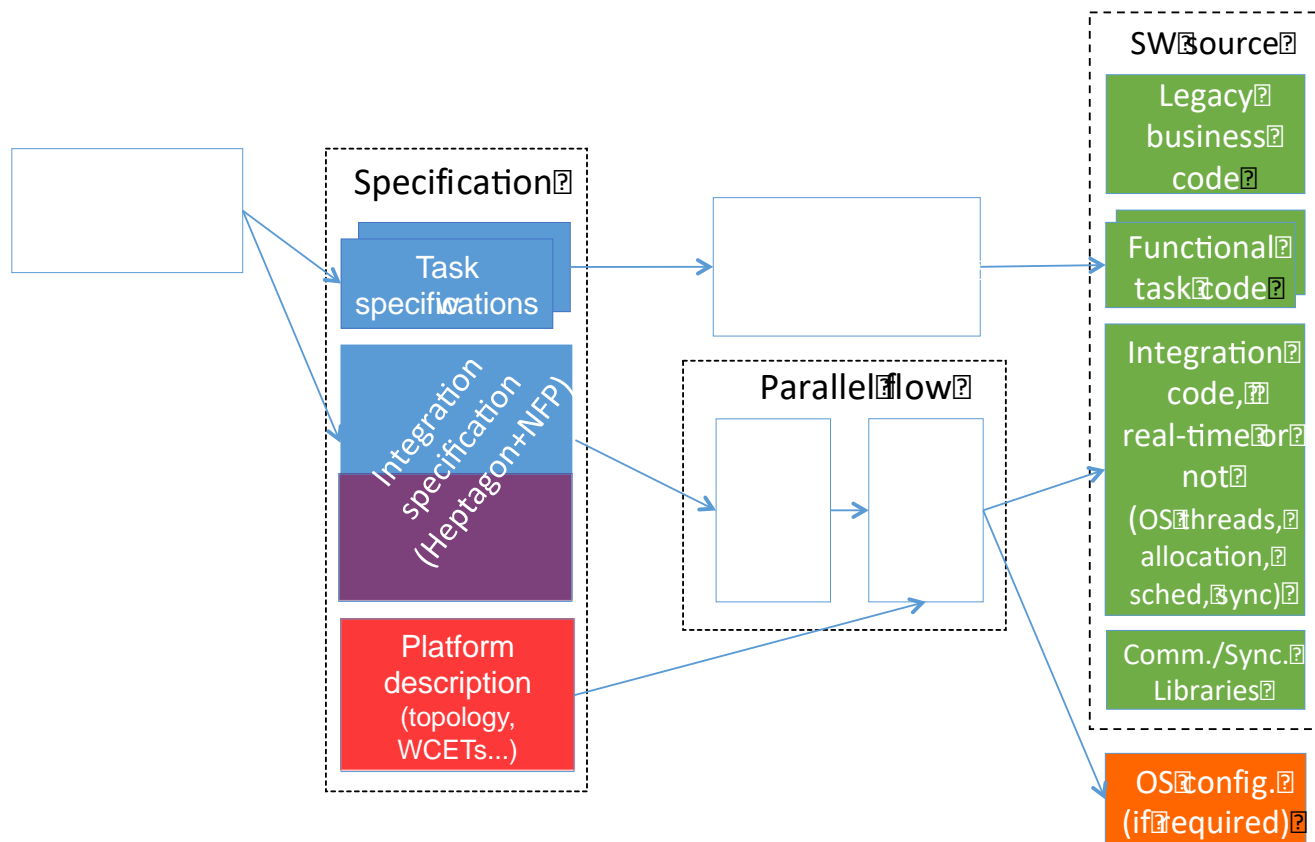 SW source
Legacy
business
code
Specification
Functional
task code
Task
specifications
Integration
specification
(Heptagon+NFP)
Parallel flow
Integration
code,
real-time or
not
(OS threads,
allocation,
sched, sync)
Platform
description
(topology,
WCETs...)
Comm./Sync.
Libraries
OS config.
(if required)